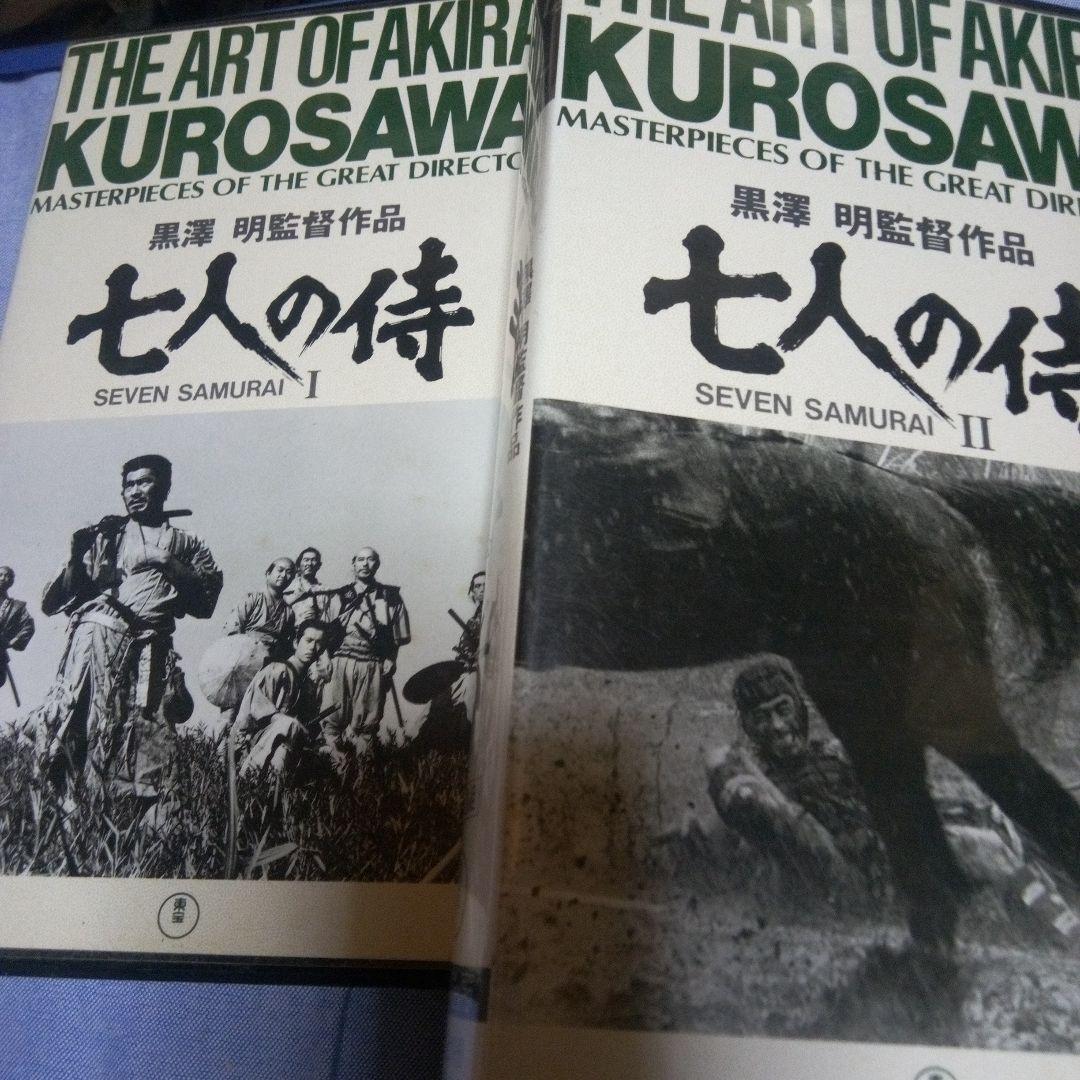 THE ART OF AKIRA
KUROSAWA
MASTERPIECES OF THE GREAT DIRECTO
黒澤 明監督作品
七人の侍
SEVEN SAMURAI I
東宝
THE ART OF AKI
KUROSAW
MASTERPIECES OF THE GREAT DIRE
黒澤 明監督作品
七人の侍
SEVEN SAMURAI II